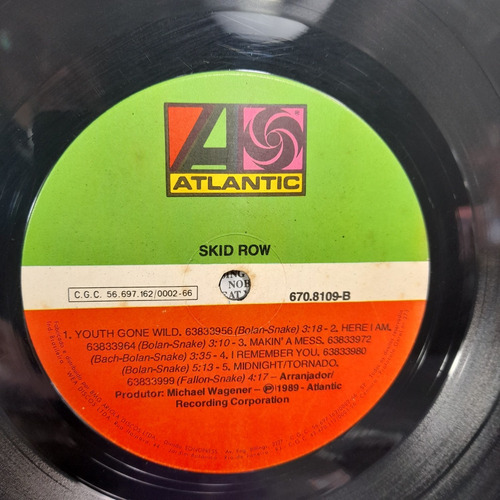 ATLANTIC
SKID ROW
C.G.C. 56.697.162/0002-66
670.8109-B
1. YOUTH GONE WILD. 63833956 (Bolan-Snake) 3:18 - 2. HERE I AM.
63833964 (Bolan-Snake) 3:10 - 3. MAKIN' A MESS. 63833972
(Bach-Bolan-Snake) 3:35 - 4. I REMEMBER YOU. 63833980
(Bolan-Snake) 5:13 - 5. MIDNIGHT/TORNADO.
63833999 (Fallon-Snake) 4:17 - Arranjador/
Produtor: Michael Wagener - ℗1989 - Atlantic
Recording Corporation